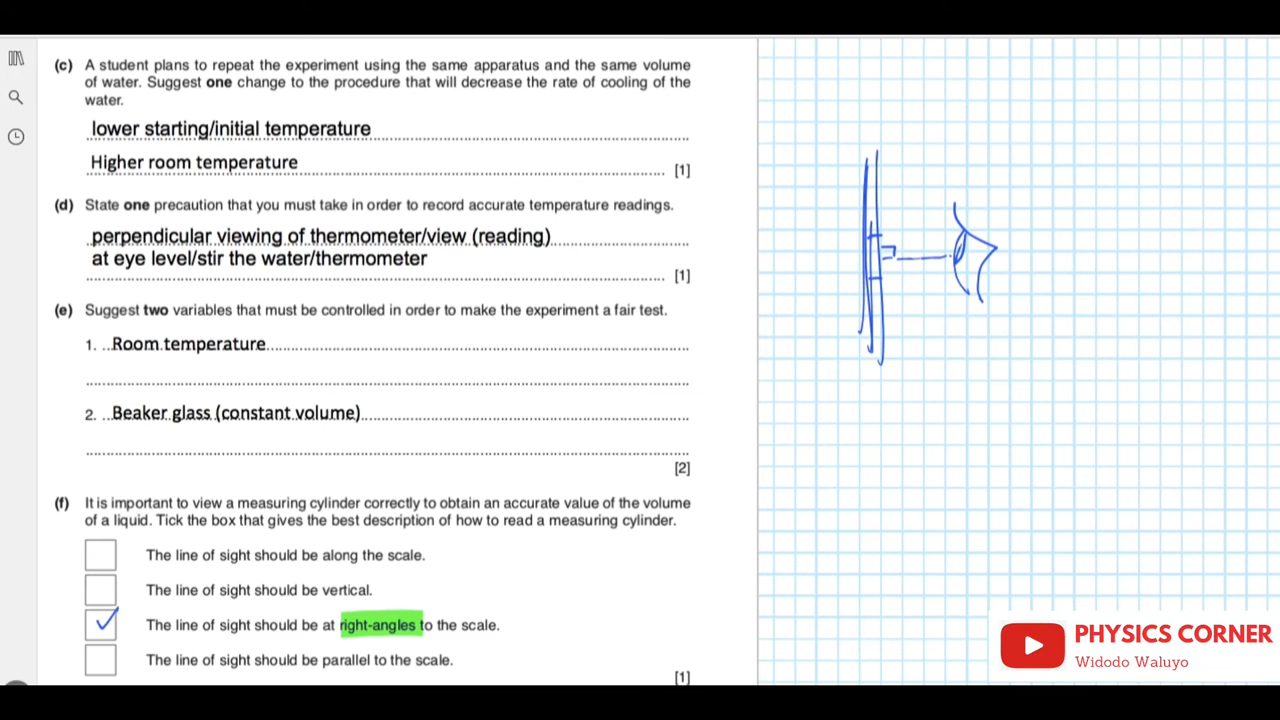 (c) A student plans to repeat the experiment using the same apparatus and the same volume
of water. Suggest one change to the procedure that will decrease the rate of cooling of the
water.
lower starting/initial temperature
Higher room temperature
[1]
(d) State one precaution that you must take in order to record accurate temperature readings.
perpendicular viewing of thermometer/view (reading)
at eye level/stir the water/thermometer
[1]
(e) Suggest two variables that must be controlled in order to make the experiment a fair test.
1. Room temperature
2. Beaker glass (constant volume)
[2]
(f) It is important to view a measuring cylinder correctly to obtain an accurate value of the volume
of a liquid. Tick the box that gives the best description of how to read a measuring cylinder.
The line of sight should be along the scale.
The line of sight should be vertical.
The line of sight should be at right-angles to the scale.
The line of sight should be parallel to the scale.
[1]
PHYSICS CORNER
Widodo Waluyo